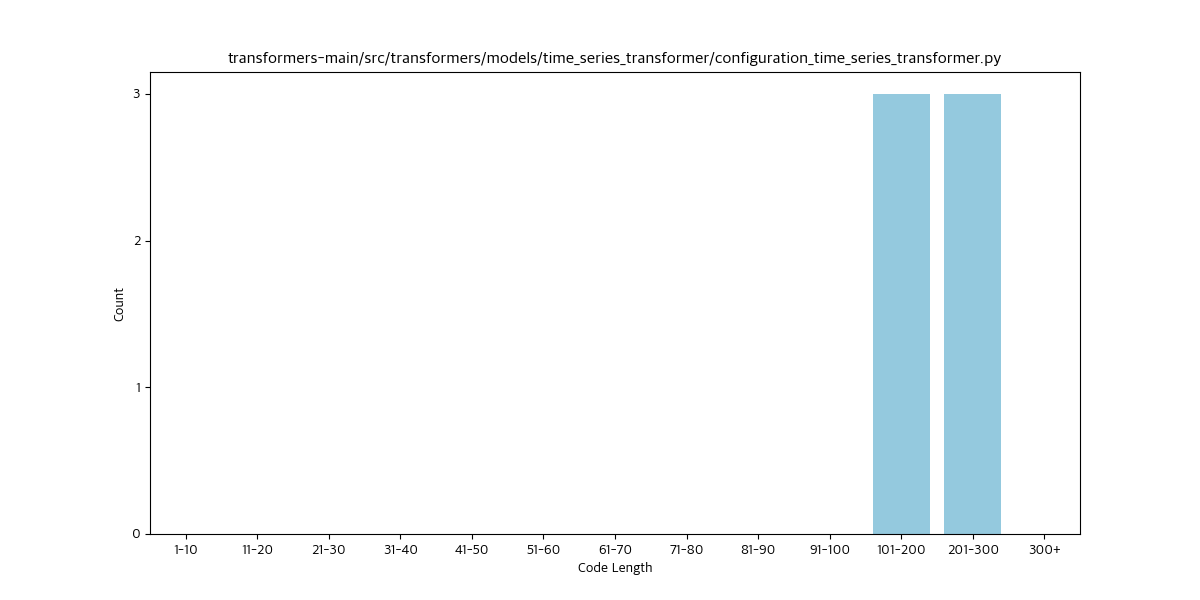 transformers-main/src/transformers/models/time_series_transformer/configuration_time_series_transformer.py
3
2
1
0
Count
1-10 11-20 21-30 31-40 41-50 51-60 61-70 71-80 81-90 91-100 101-200 201-300 300+
Code Length